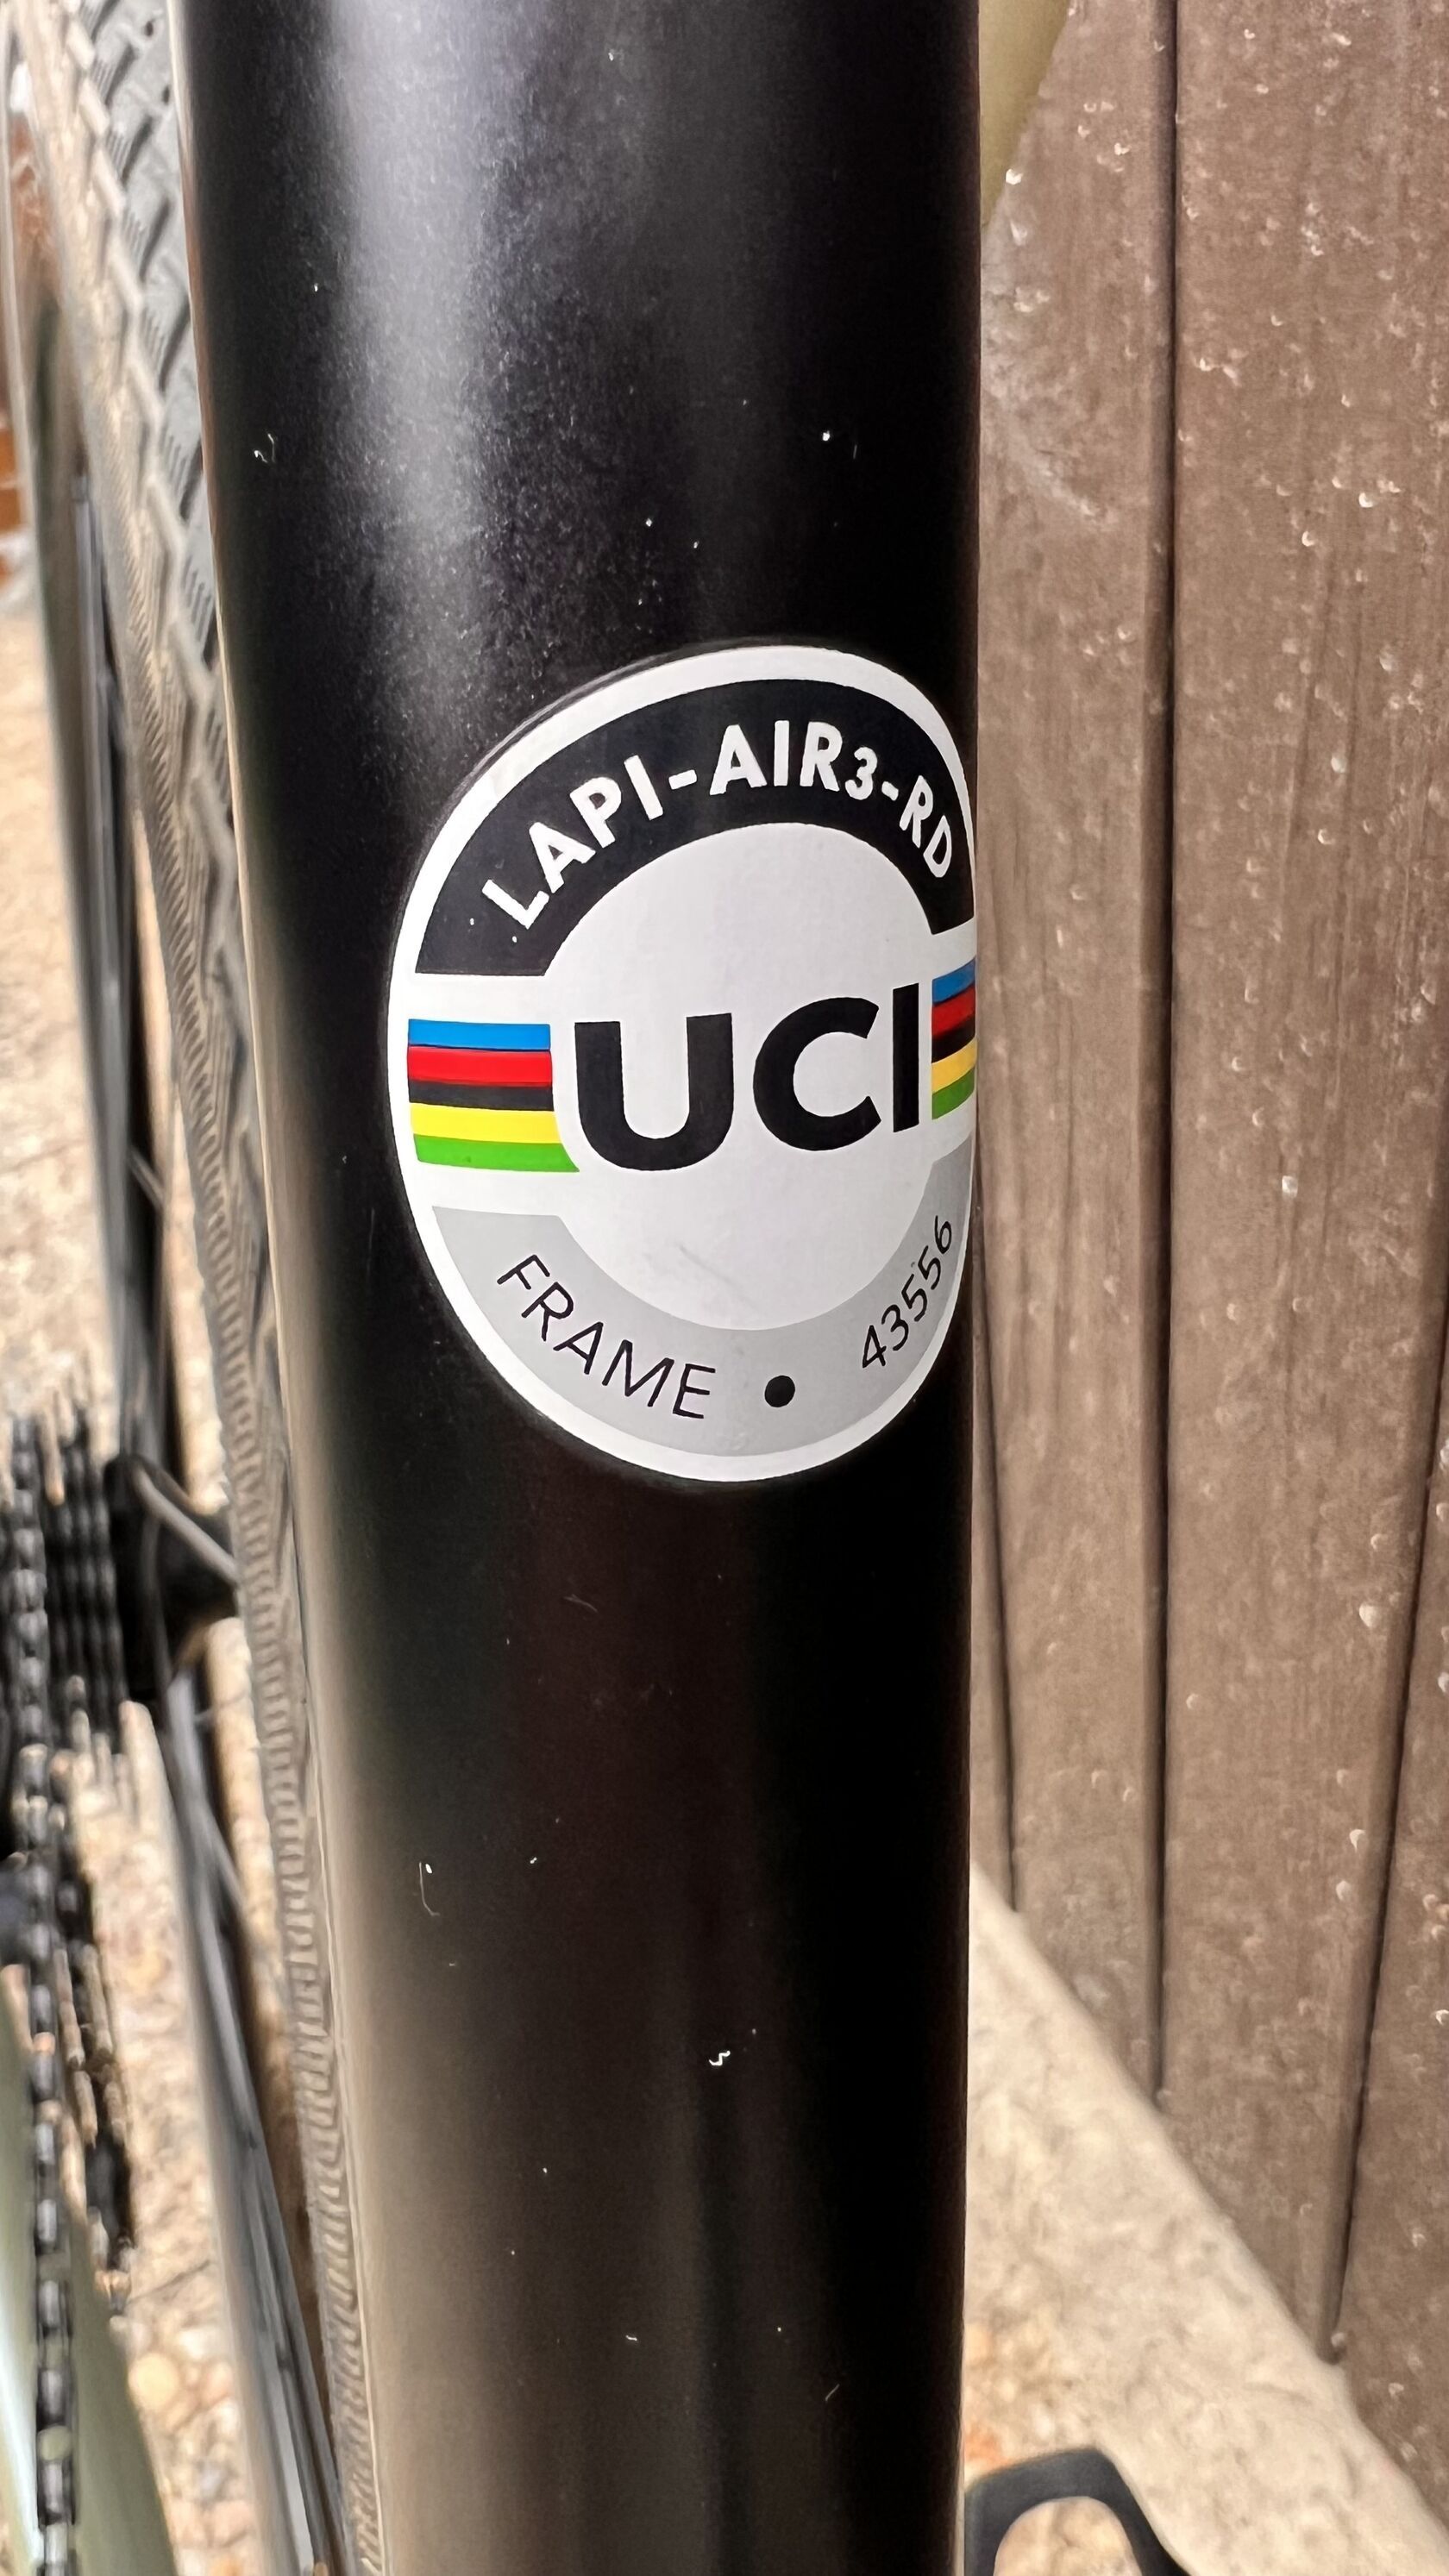 LAPI-AIR3-RD
UCI
FRAME • 43556